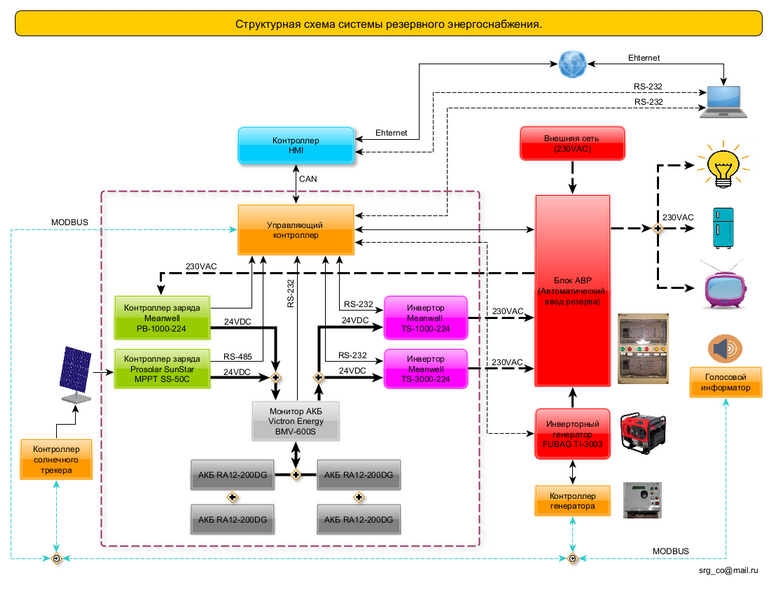 Структурная схема системы резервного энергоснабжения.
Ehternet
RS-232
RS-232
Контроллер
HMI
Ehternet
Внешняя сеть
(230VAC)
CAN
MODBUS
Управляющий
контроллер
230VAC
230VAC
RS-232
Блок АВР
(Автоматический
ввод резерва)
Контроллер заряда
Meanwell
PB-1000-224
24VDC
RS-232
24VDC
Инвертор
Meanwell
TS-1000-224
230VAC
Контроллер заряда
Prosolar SunStar
MPPT SS-50C
RS-485
24VDC
RS-232
24VDC
Инвертор
Meanwell
TS-3000-224
230VAC
Голосовой
информатор
Монитор АКБ
Victron Energy
BMV-600S
Инверторный
генератор
FUBAG TI-3003
Контроллер
солнечного
трекера
АКБ RA12-200DG
АКБ RA12-200DG
АКБ RA12-200DG
АКБ RA12-200DG
Контроллер
генератора
MODBUS
srg_co@mail.ru